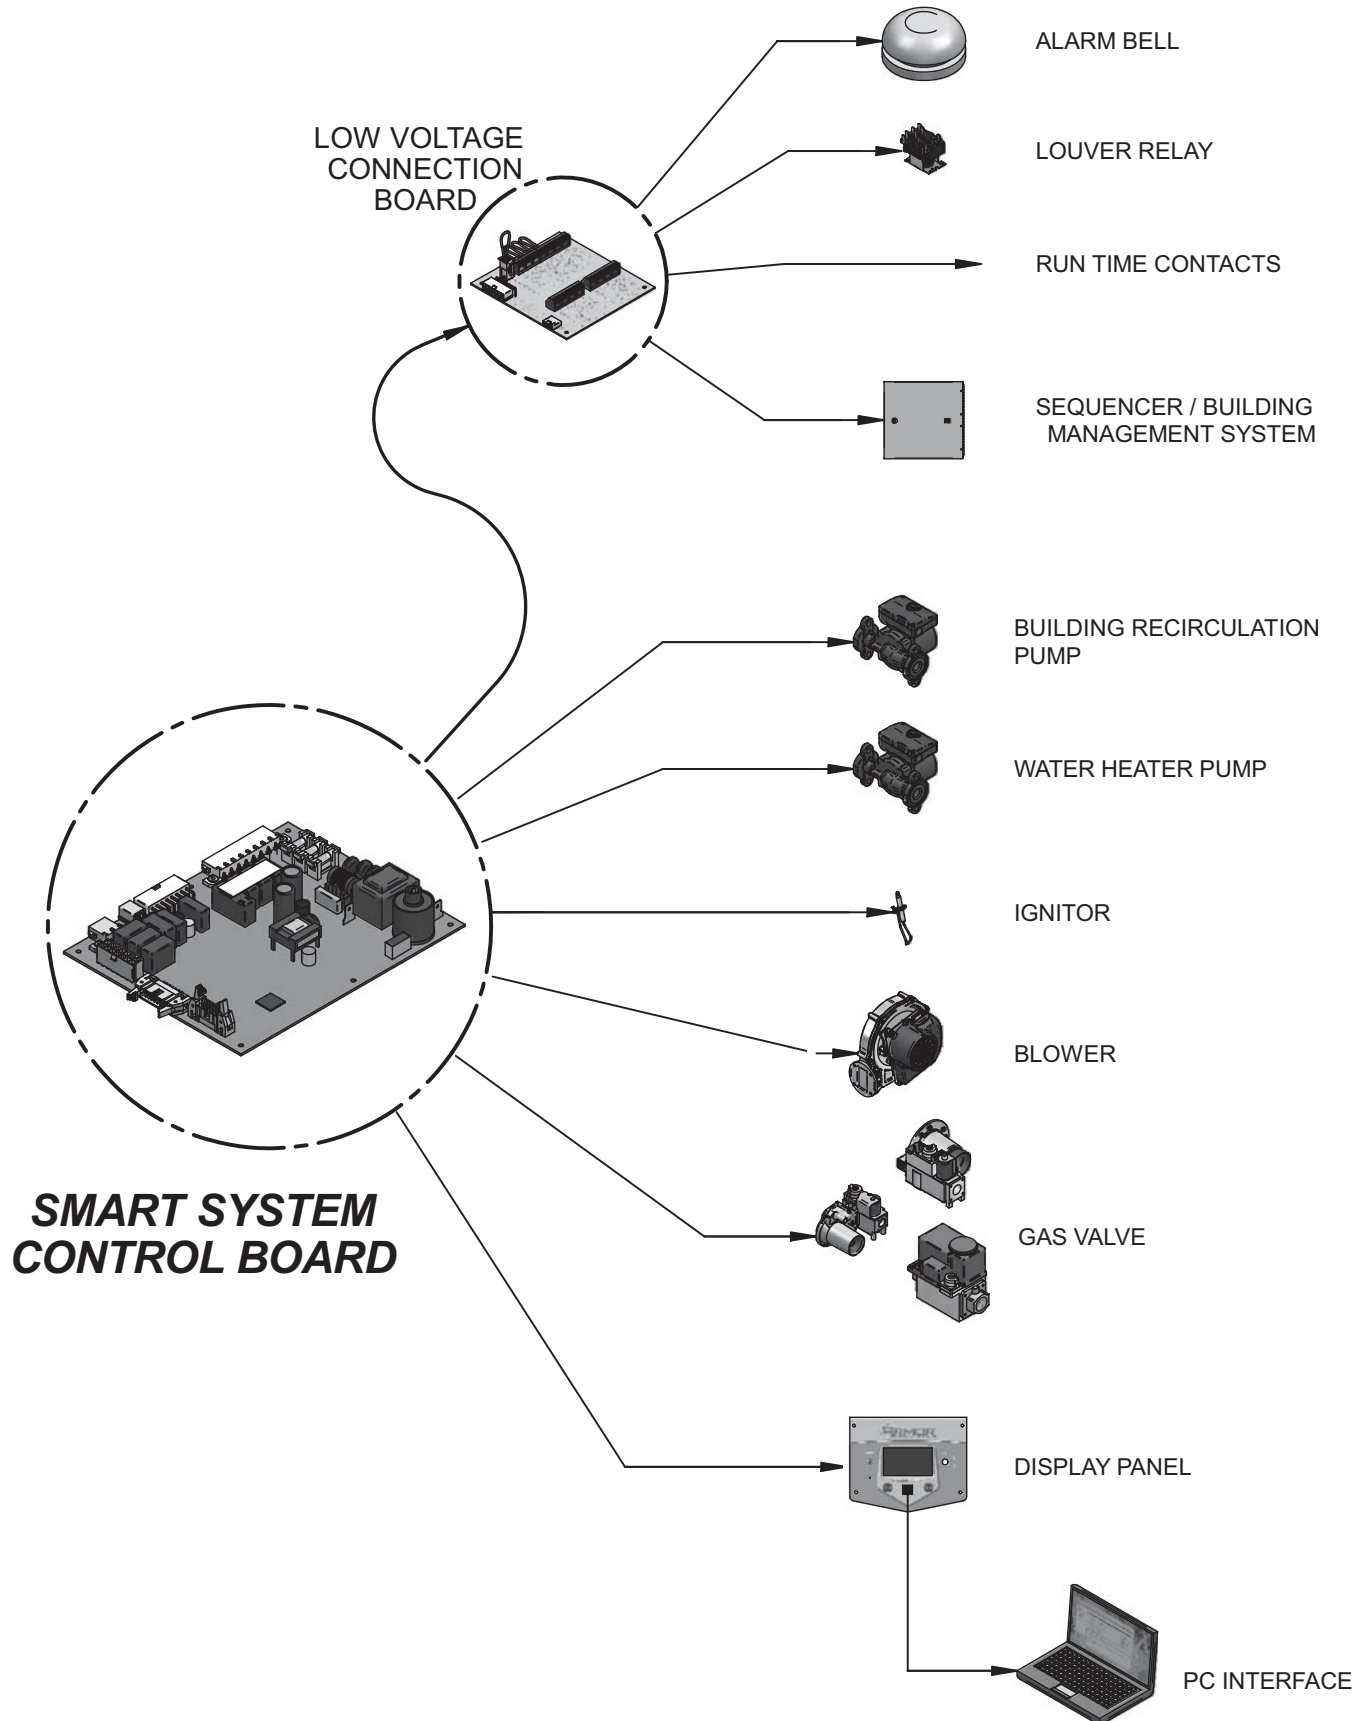 ALARM BELL
LOW VOLTAGE
CONNECTION
BOARD
LOUVER RELAY
RUN TIME CONTACTS
SEQUENCER / BUILDING
MANAGEMENT SYSTEM
BUILDING RECIRCULATION
PUMP
WATER HEATER PUMP
IGNITOR
BLOWER
SMART SYSTEM
CONTROL BOARD
GAS VALVE
ARMOR
DISPLAY PANEL
PC INTERFACE